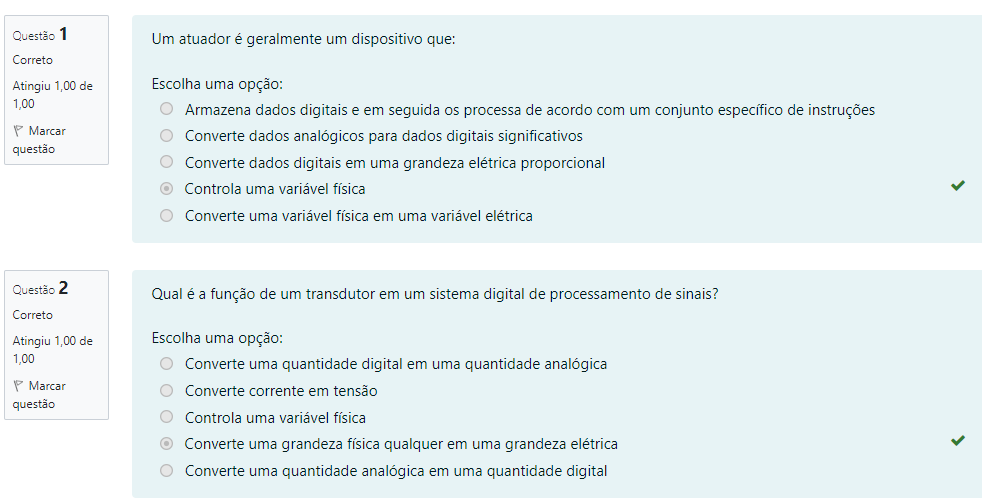 Questão 1
Correto
Atingiu 1,00 de
1,00
Marcar
questão
Um atuador é geralmente um dispositivo que:
Escolha uma opção:
Armazena dados digitais e em seguida os processa de acordo com um conjunto específico de instruções
Converte dados analógicos para dados digitais significativos
Converte dados digitais em uma grandeza elétrica proporcional
Controla uma variável física
Converte uma variável física em uma variável elétrica
Questão 2
Correto
Atingiu 1,00 de
1,00
Marcar
questão
Qual é a função de um transdutor em um sistema digital de processamento de sinais?
Escolha uma opção:
Converte uma quantidade digital em uma quantidade analógica
Converte corrente em tensão
Controla uma variável física
Converte uma grandeza física qualquer em uma grandeza elétrica
Converte uma quantidade analógica em uma quantidade digital